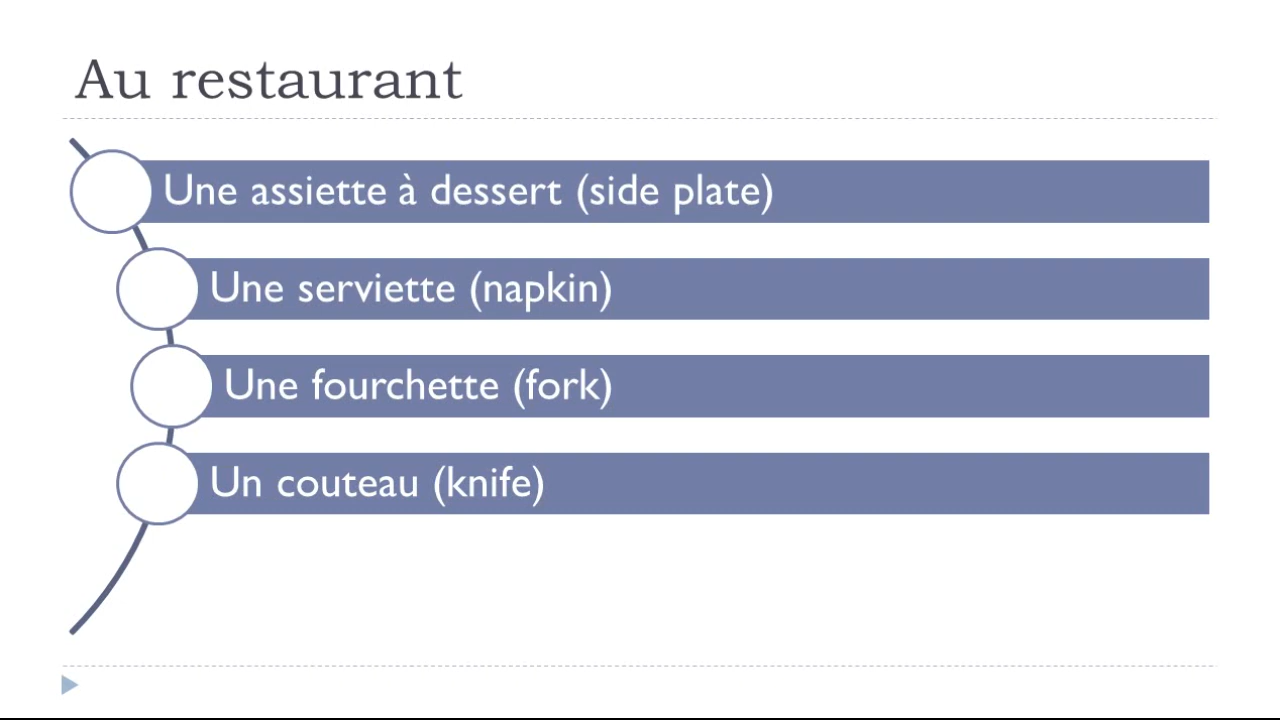 Au restaurant
Une assiette à dessert (side plate)
Une serviette (napkin)
Une fourchette (fork)
Un couteau (knife)